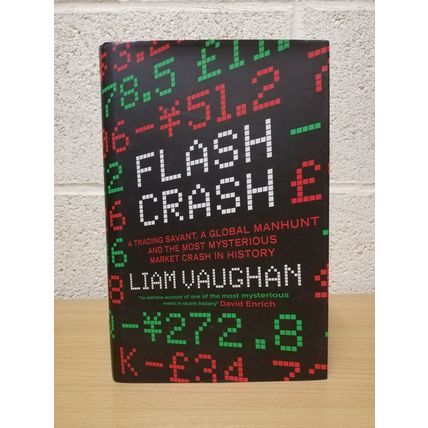 78.5 £11
6-¥51.2
FLASH
CRASH
A TRADING SAVANT, A GLOBAL MANHUNT
AND THE MOST MYSTERIOUS
MARKET CRASH IN HISTORY
LIAM VAUGHAN
'The definitive account of one of the most mysterious
events in recent history' David Enrich
-¥272.8
K-£34